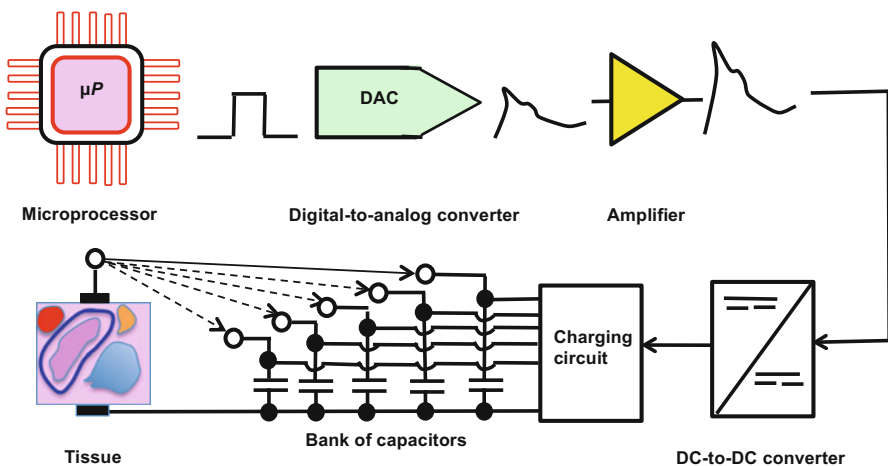 μP
DAC
Microprocessor
Digital-to-analog converter
Amplifier
Charging
circuit
Bank of capacitors
Tissue
DC-to-DC converter